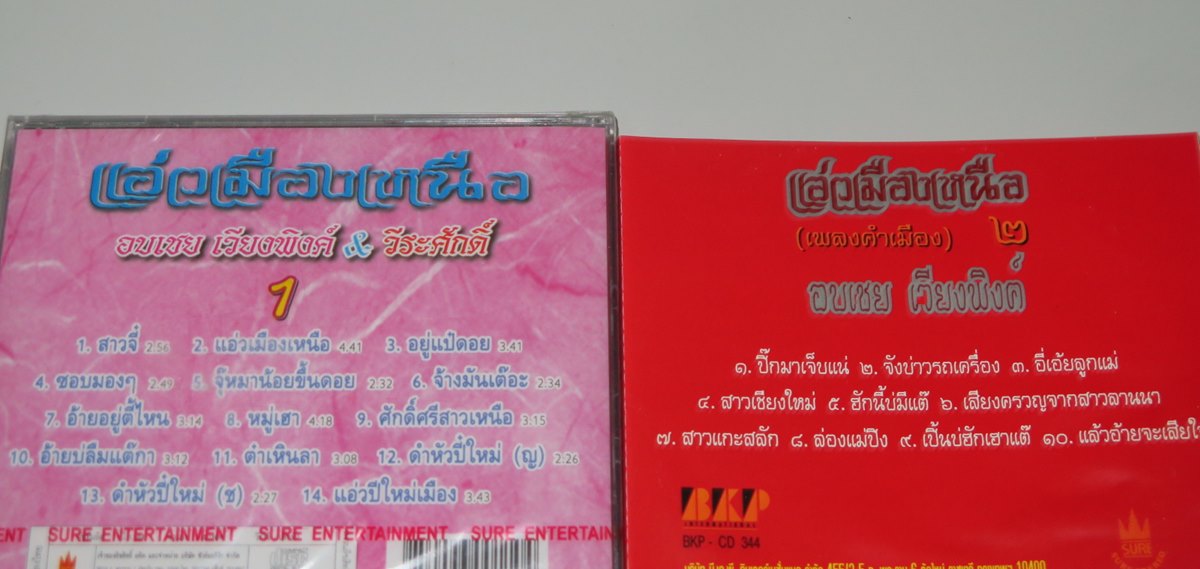 แอ่วเมืองเหนือ
อบเชย เวียงพิงค์ & วีระศักดิ์
1
1. สาวจี๋ 2.56 2. แอ่วเมืองเหนือ 4.41 3. อยู่แป๋ดอย 3.41
4. ชอบมองๆ 2.49 5. จุ๊หมาน้อยขึ้นดอย 2.32 6. จ้างมันเต๊อะ 2.34
7. อ้ายอยู่ตี้ไหน 3.14 8. หมู่เฮา 4.18 9. ศักดิ์ศรีสาวเหนือ 3.15
10. อ้ายบ่ลืมแต๊กา 3.12 11. ต๋ำเหินลา 3.08 12. ดำหัวปี๋ใหม่ (ญ) 2.26
13. ดำหัวปี๋ใหม่ (ช) 2.27 14. แอ่วปี๋ใหม่เมือง 3.43
ENT SURE ENTERTAINMENT SURE ENTERTAIN
แอ่วเมืองเหนือ
(เพลงคำเมือง) ๒
อบเชย เวียงพิงค์
๑. ปิ๊กมาเจ็บแน่ ๒. จังบ่าวรถเครื่อง ๓. อี่เอ้ยลูกแม่
๔. สาวเชียงใหม่ ๕. ฮักนี้บ่มีแต๊ ๖. เสียงครวญจากสาวลานนา
๗. สาวแกะสลัก ๘. ล่องแม่ปิง ๙. เปิ้นบ่ฮักเฮาแต๊ ๑๐. แล้วอ้ายจะเสียใ
BKP
INTERNATIONAL
BKP - CD 344
SURE